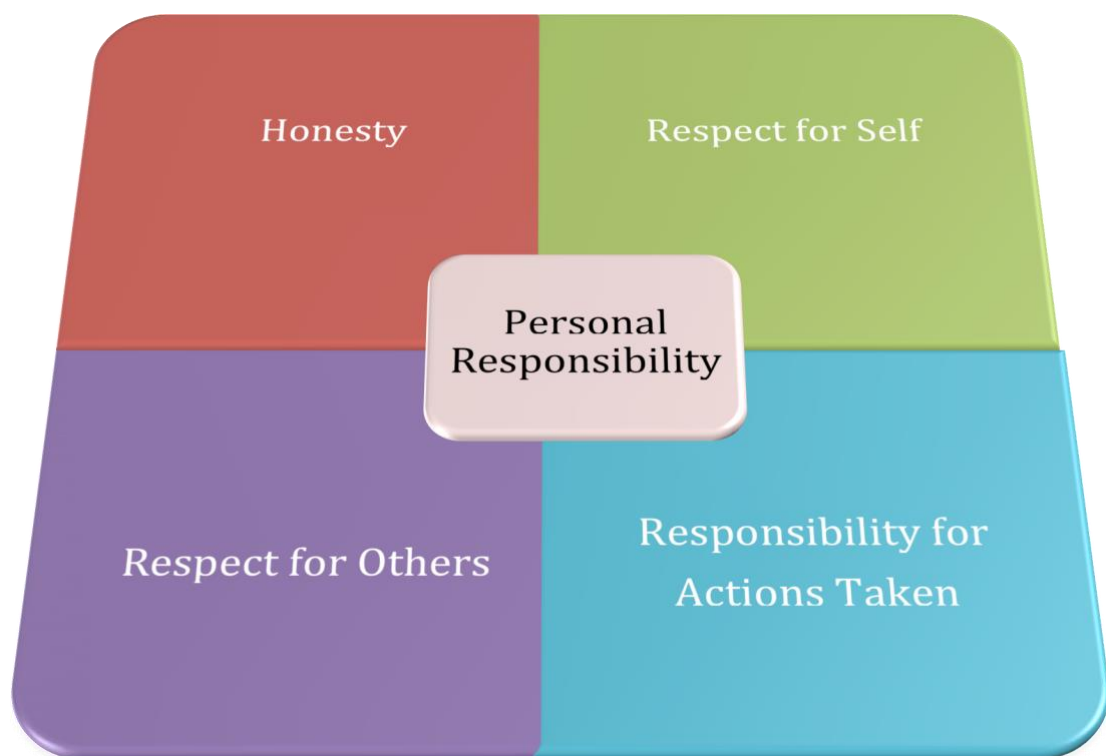 Honesty
Respect for Self
Personal
Responsibility
Respect for Others
Responsibility for
Actions Taken